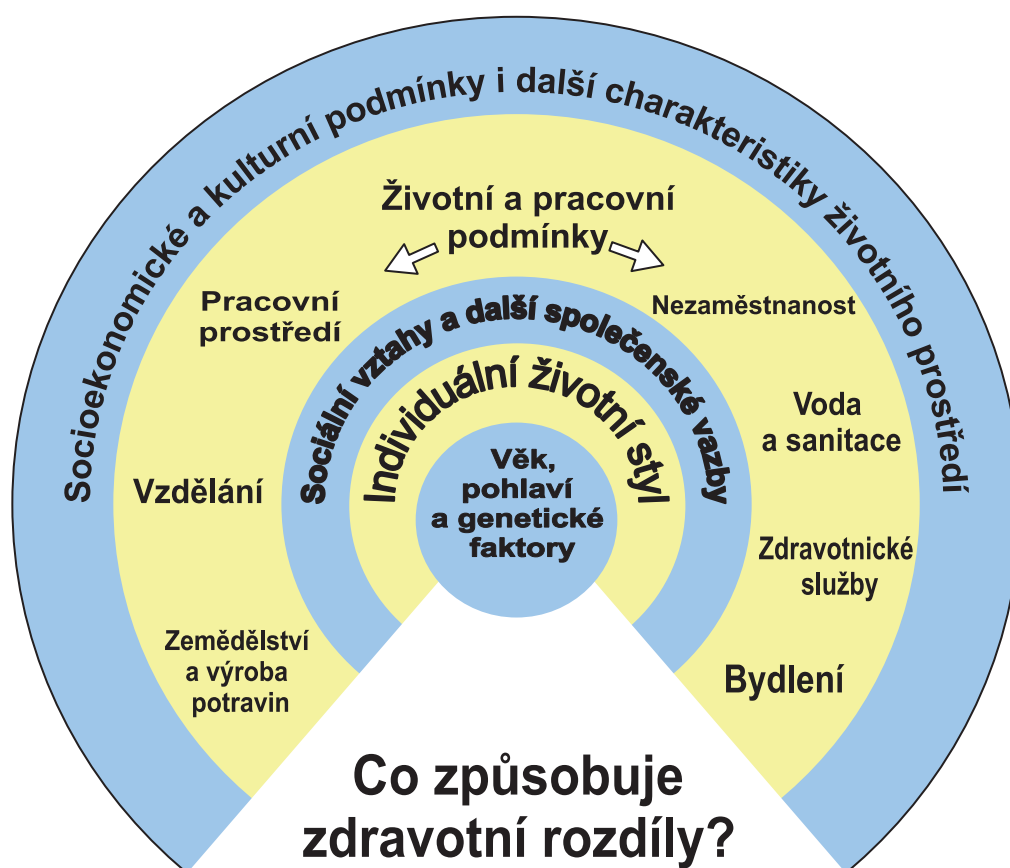 Socioekonomické a kulturní podmínky i další charakteristiky životního prostředí
Životní a pracovní
podmínky
Pracovní
prostředí
Nezaměstnanost
Sociální vztahy a další společenské vazby
Individuální životní styl
Voda
a sanitace
Věk,
pohlaví
a genetické
faktory
Vzdělání
Zdravotnické
služby
Zemědělství
a výroba
potravin
Bydlení
Co způsobuje
zdravotní rozdíly?